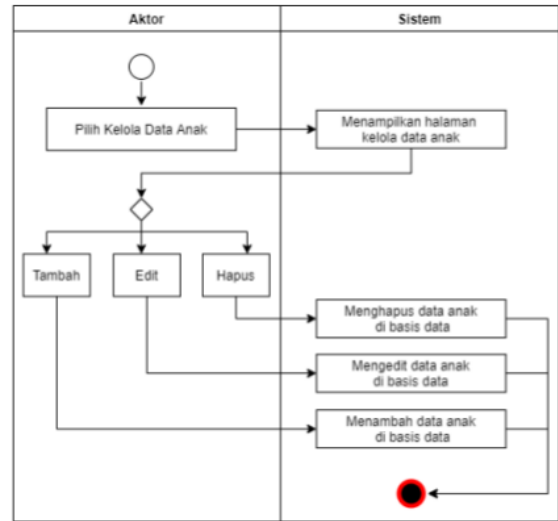 Aktor
Sistem
Pilih Kelola Data Anak
Menampilkan halaman
kelola data anak
Tambah
Edit
Hapus
Menghapus data anak
di basis data
Mengedit data anak
di basis data
Menambah data anak
di basis data